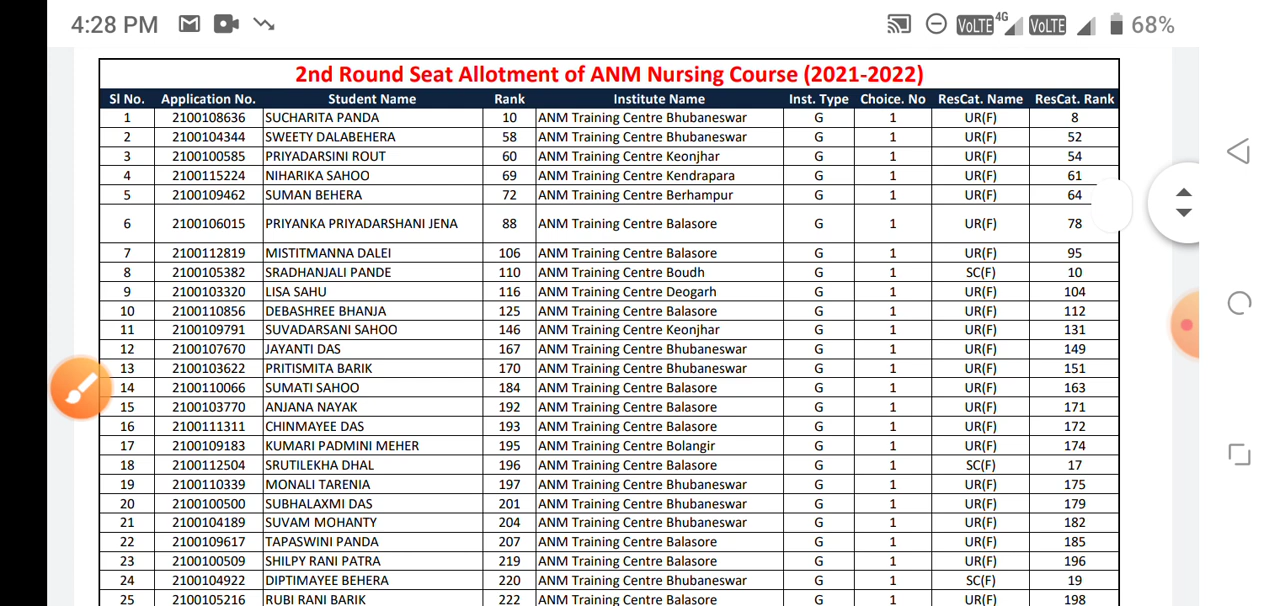 4:28 PM VoLTE 4G VoLTE 68%
2nd Round Seat Allotment of ANM Nursing Course (2021-2022)
Sl No. Application No. Student Name Rank Institute Name Inst. Type Choice. No ResCat. Name ResCat. Rank
1 2100108636 SUCHARITA PANDA 10 ANM Training Centre Bhubaneswar G 1 UR(F) 8
2 2100104344 SWEETY DALABEHERA 58 ANM Training Centre Bhubaneswar G 1 UR(F) 52
3 2100100585 PRIYADARSINI ROUT 60 ANM Training Centre Keonjhar G 1 UR(F) 54
4 2100115224 NIHARIKA SAHOO 69 ANM Training Centre Kendrapara G 1 UR(F) 61
5 2100109462 SUMAN BEHERA 72 ANM Training Centre Berhampur G 1 UR(F) 64
6 2100106015 PRIYANKA PRIYADARSHANI JENA 88 ANM Training Centre Balasore G 1 UR(F) 78
7 2100112819 MISTITMANNA DALEI 106 ANM Training Centre Balasore G 1 UR(F) 95
8 2100105382 SRADHANJALI PANDE 110 ANM Training Centre Boudh G 1 SC(F) 10
9 2100103320 LISA SAHU 116 ANM Training Centre Deogarh G 1 UR(F) 104
10 2100110856 DEBASHREE BHANJA 125 ANM Training Centre Balasore G 1 UR(F) 112
11 2100109791 SUVADARSANI SAHOO 146 ANM Training Centre Keonjhar G 1 UR(F) 131
12 2100107670 JAYANTI DAS 167 ANM Training Centre Bhubaneswar G 1 UR(F) 149
13 2100103622 PRITISMITA BARIK 170 ANM Training Centre Bhubaneswar G 1 UR(F) 151
14 2100110066 SUMATI SAHOO 184 ANM Training Centre Balasore G 1 UR(F) 163
15 2100103770 ANJANA NAYAK 192 ANM Training Centre Balasore G 1 UR(F) 171
16 2100111311 CHINMAYEE DAS 193 ANM Training Centre Balasore G 1 UR(F) 172
17 2100109183 KUMARI PADMINI MEHER 195 ANM Training Centre Bolangir G 1 UR(F) 174
18 2100112504 SRUTILEKHA DHAL 196 ANM Training Centre Balasore G 1 SC(F) 17
19 2100110339 MONALI TARENIA 197 ANM Training Centre Bhubaneswar G 1 UR(F) 175
20 2100100500 SUBHALAXMI DAS 201 ANM Training Centre Bhubaneswar G 1 UR(F) 179
21 2100104189 SUVAM MOHANTY 204 ANM Training Centre Bhubaneswar G 1 UR(F) 182
22 2100109617 TAPASWINI PANDA 207 ANM Training Centre Balasore G 1 UR(F) 185
23 2100100509 SHILPY RANI PATRA 219 ANM Training Centre Balasore G 1 UR(F) 196
24 2100104922 DIPTIMAYEE BEHERA 220 ANM Training Centre Bhubaneswar G 1 SC(F) 19
25 2100105216 RUBI RANI BARIK 222 ANM Training Centre Balasore G 1 UR(F) 198